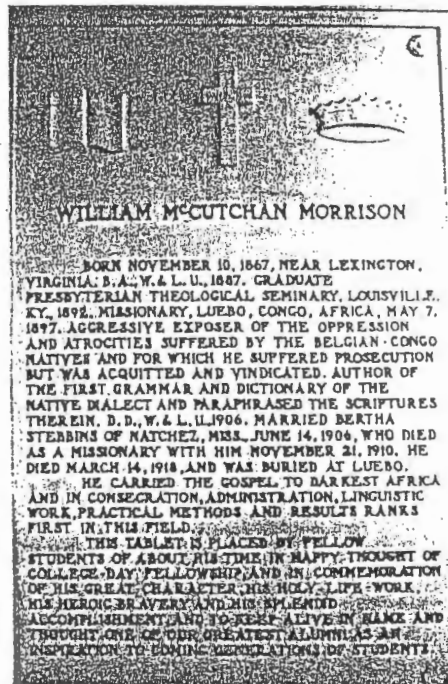 WILLIAM McCUTCHAN MORRISON
BORN NOVEMBER 10, 1867, NEAR LEXINGTON,
VIRGINIA. B.A., W.& L.U., 1887. GRADUATE
PRESBYTERIAN THEOLOGICAL SEMINARY, LOUISVILLE,
KY., 1892. MISSIONARY, LUEBO, CONGO, AFRICA, MAY 7,
1897. AGGRESSIVE EXPOSER OF THE OPPRESSION
AND ATROCITIES SUFFERED BY THE BELGIAN-CONGO
NATIVES AND FOR WHICH HE SUFFERED PROSECUTION
BUT WAS ACQUITTED AND VINDICATED. AUTHOR OF
THE FIRST GRAMMAR AND DICTIONARY OF THE
NATIVE DIALECT AND PARAPHRASED THE SCRIPTURES
THEREIN. D.D., W.& L.U., 1906. MARRIED BERTHA
STEBBINS OF NATCHEZ, MISS., JUNE 14, 1906, WHO DIED
AS A MISSIONARY WITH HIM NOVEMBER 21, 1910. HE
DIED MARCH 14, 1918, AND WAS BURIED AT LUEBO.
HE CARRIED THE GOSPEL TO DARKEST AFRICA
AND IN CONSECRATION, ADMINISTRATION, LINGUISTIC
WORK, PRACTICAL METHODS AND RESULTS RANKS
FIRST IN THIS FIELD.
THIS TABLET IS PLACED BY FELLOW
STUDENTS OF ABOUT HIS TIME IN HAPPY THOUGHT OF
COLLEGE DAY FELLOWSHIP, AND IN COMMEMORATION
OF HIS GREAT CHARACTER, HIS HOLY LIFE WORK,
HIS HEROIC BRAVERY AND HIS SPLENDID
ACCOMPLISHMENT, AND TO KEEP ALIVE IN NAME AND
THOUGHT ONE OF OUR GREATEST ALUMNI, AS AN
INSPIRATION TO COMING GENERATIONS OF STUDENTS.